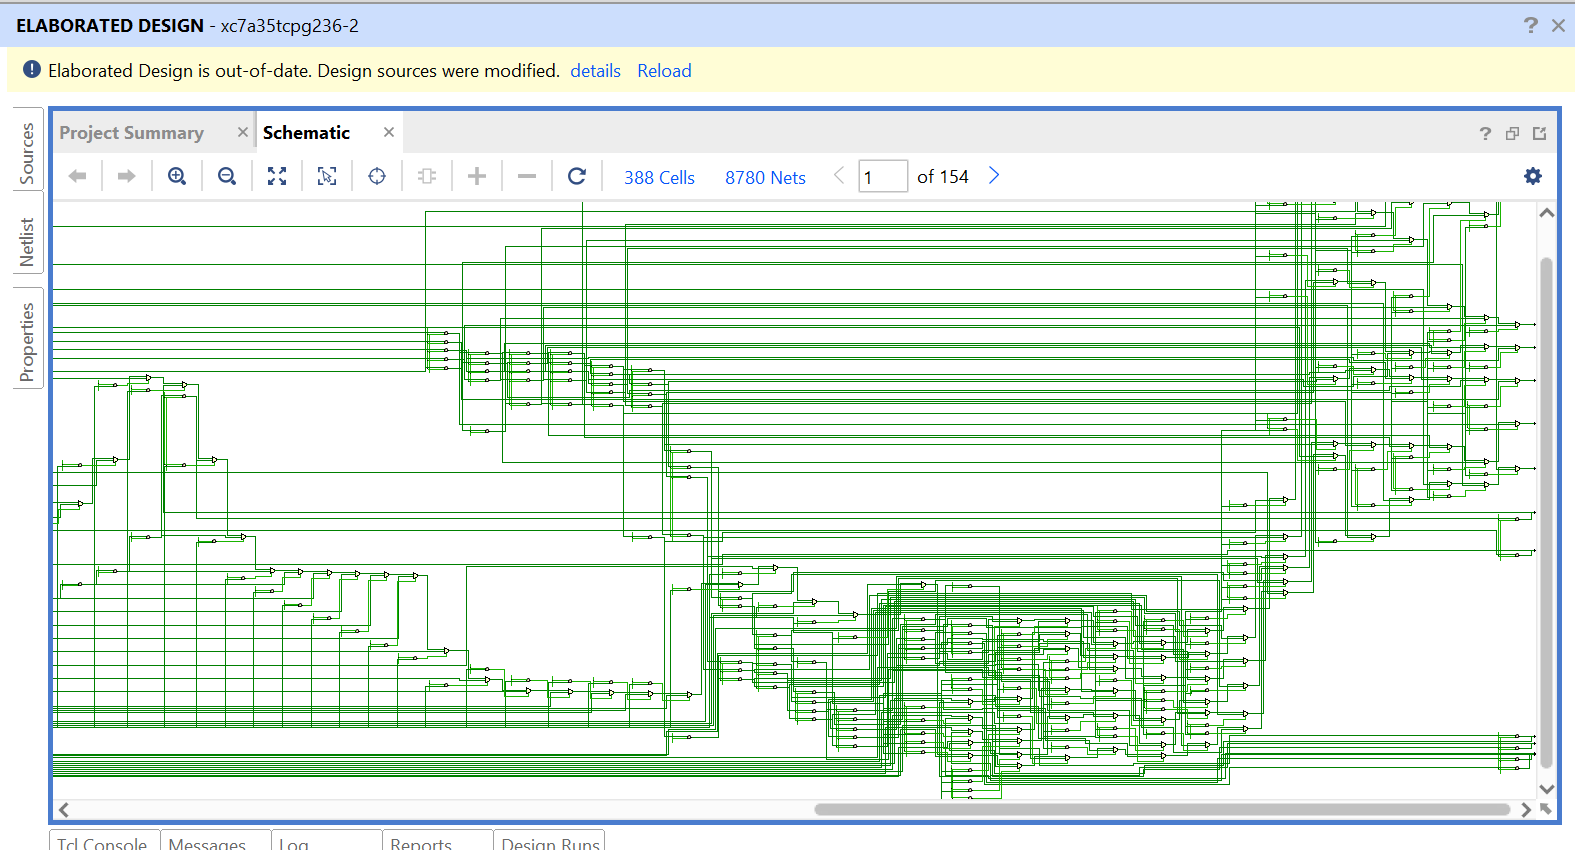 ELABORATED DESIGN - xc7a35tcpg236-2
Elaborated Design is out-of-date. Design sources were modified. details Reload
Sources
Netlist
Properties
Project Summary
Schematic
388 Cells 8780 Nets 1 of 154
Tcl Console Messages Log Reports Design Runs